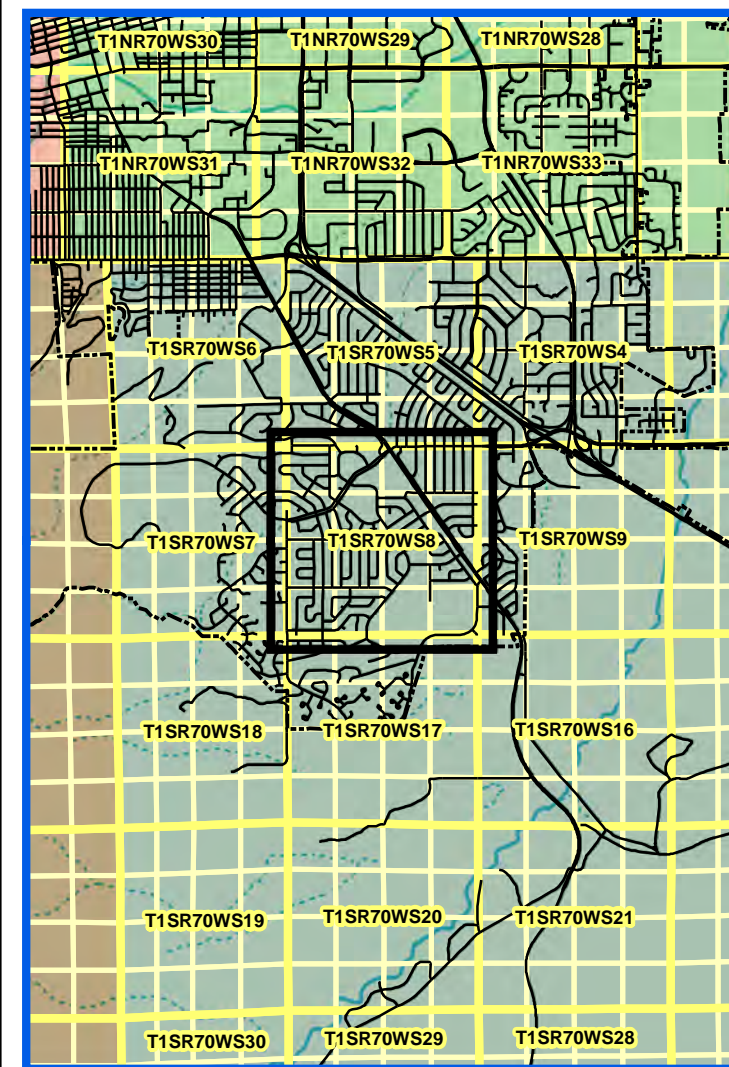 T1NR70WS30 T1NR70WS29 T1NR70WS28
T1NR70WS31 T1NR70WS32 T1NR70WS33
T1SR70WS6 T1SR70WS5 T1SR70WS4
T1SR70WS7 T1SR70WS8 T1SR70WS9
T1SR70WS18 T1SR70WS17 T1SR70WS16
T1SR70WS19 T1SR70WS20 T1SR70WS21
T1SR70WS30 T1SR70WS29 T1SR70WS28